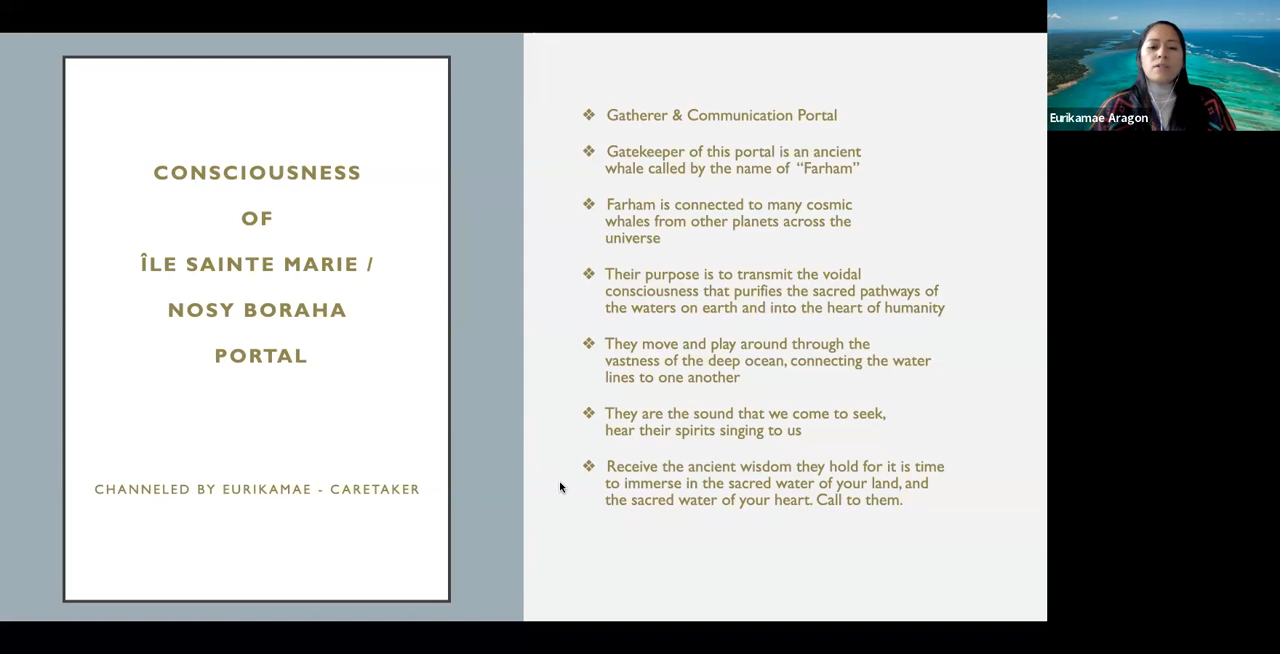 CONSCIOUSNESS
OF
ÎLE SAINTE MARIE /
NOSY BORAHA
PORTAL
CHANNELED BY EURIKAMAE - CARETAKER
❖ Gatherer & Communication Portal
❖ Gatekeeper of this portal is an ancient
whale called by the name of “Farham”
❖ Farham is connected to many cosmic
whales from other planets across the
universe
❖ Their purpose is to transmit the voidal
consciousness that purifies the sacred pathways of
the waters on earth and into the heart of humanity
❖ They move and play around through the
vastness of the deep ocean, connecting the water
lines to one another
❖ They are the sound that we come to seek,
hear their spirits singing to us
❖ Receive the ancient wisdom they hold for it is time
to immerse in the sacred water of your land, and
the sacred water of your heart. Call to them.
Eurikamae Aragon